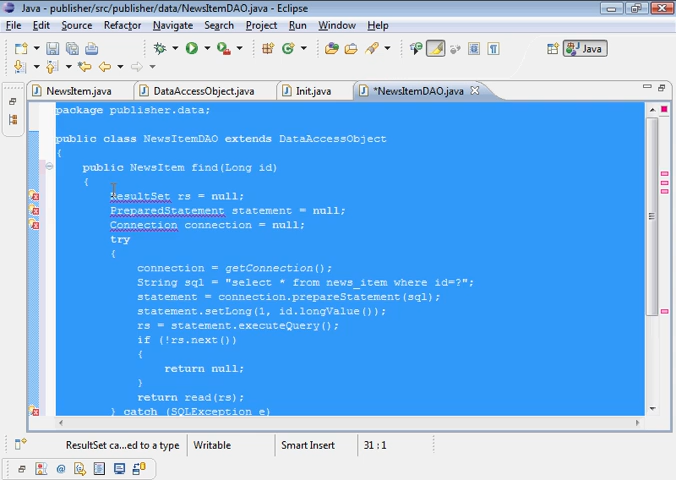 Java - publisher/src/publisher/data/NewsItemDAO.java - Eclipse
File Edit Source Refactor Navigate Search Project Run Window Help
Java
NewsItem.java DataAccessObject.java Init.java *NewsItemDAO.java
package publisher.data;
public class NewsItemDAO extends DataAccessObject
{
public NewsItem find(Long id)
{
ResultSet rs = null;
PreparedStatement statement = null;
Connection connection = null;
try
{
connection = getConnection();
String sql = "select * from news_item where id=?";
statement = connection.prepareStatement(sql);
statement.setLong(1, id.longValue());
rs = statement.executeQuery();
if (!rs.next())
{
return null;
}
return read(rs);
} catch (SQLException e)
ResultSet ca...ed to a type Writable Smart Insert 31 : 1